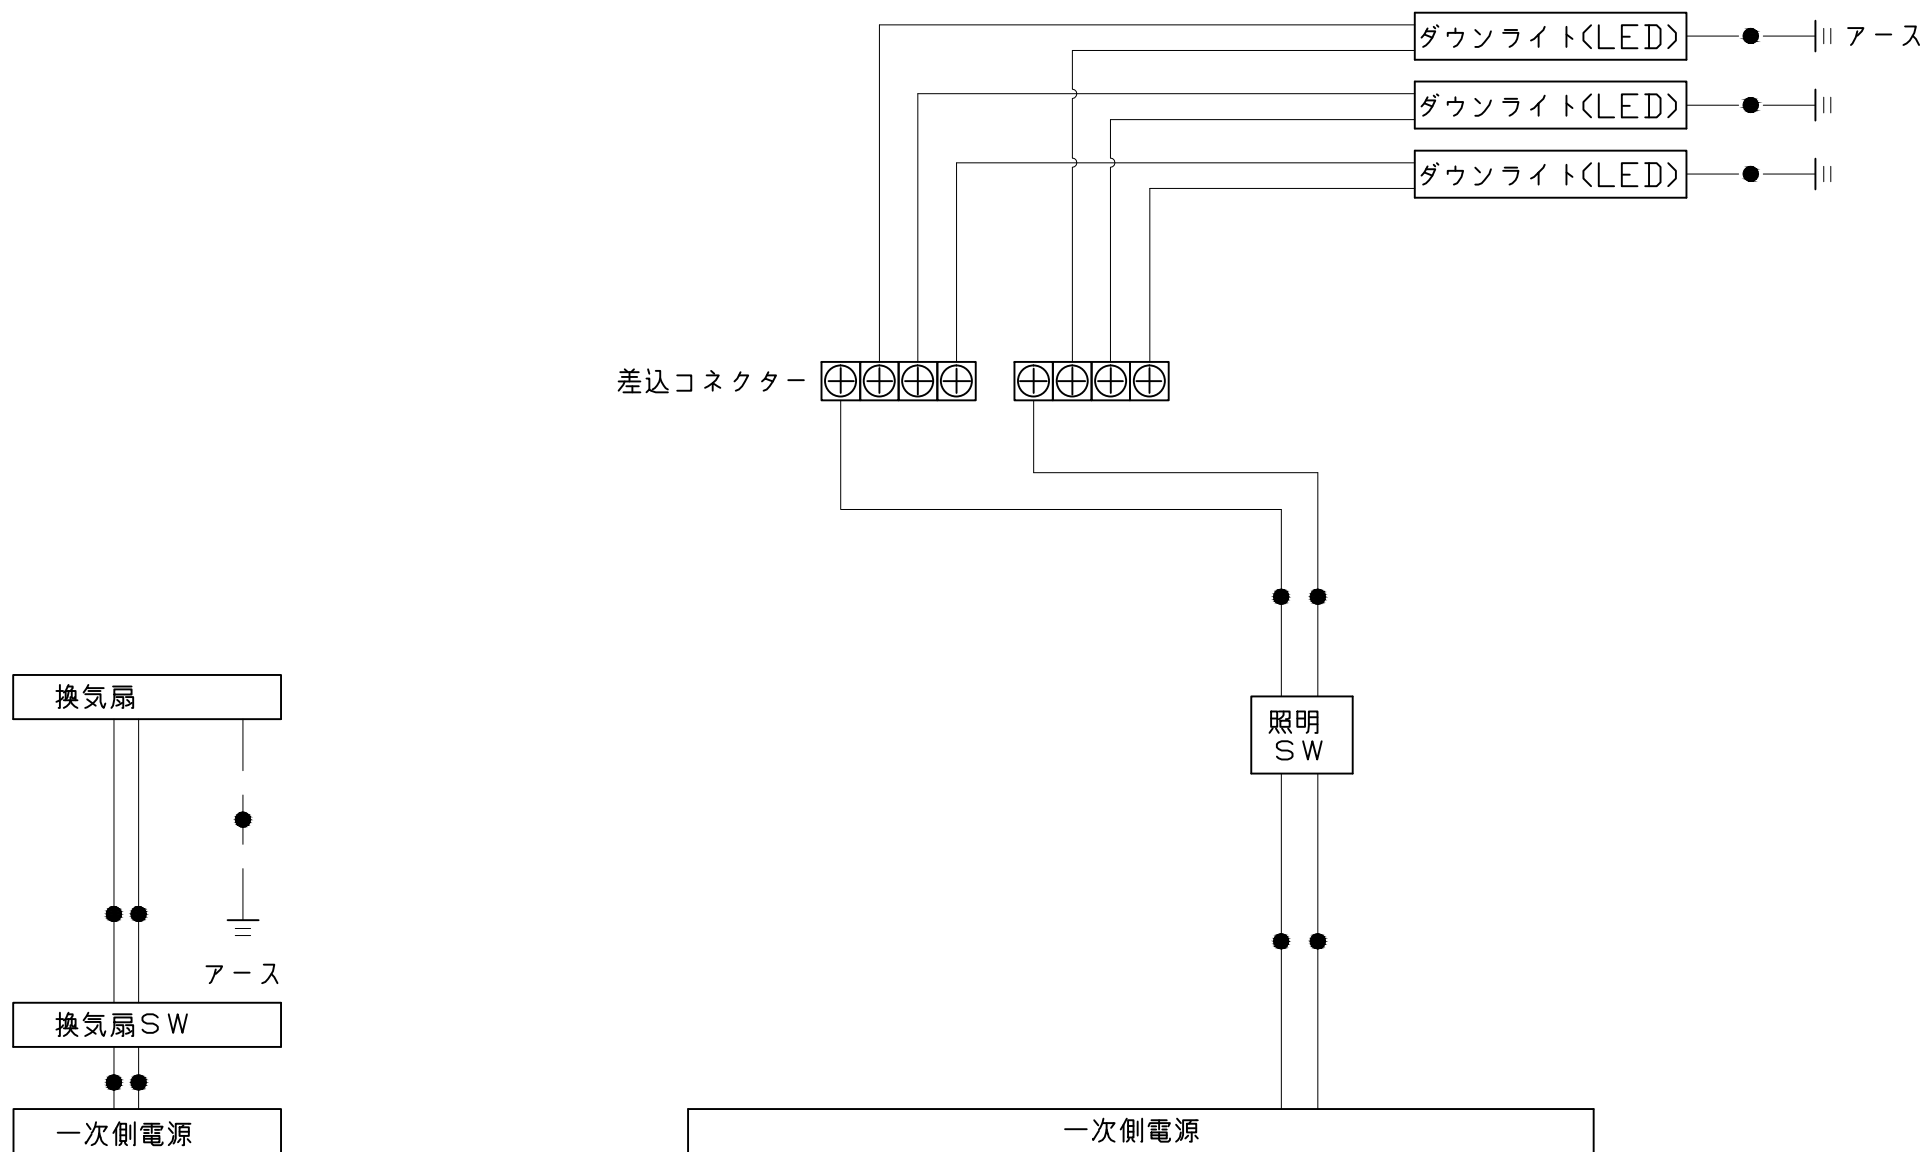 ダウンライト(LED)
アース
ダウンライト(LED)
ダウンライト(LED)
差込コネクター
換気扇
照明
SW
アース
換気扇SW
一次側電源
一次側電源